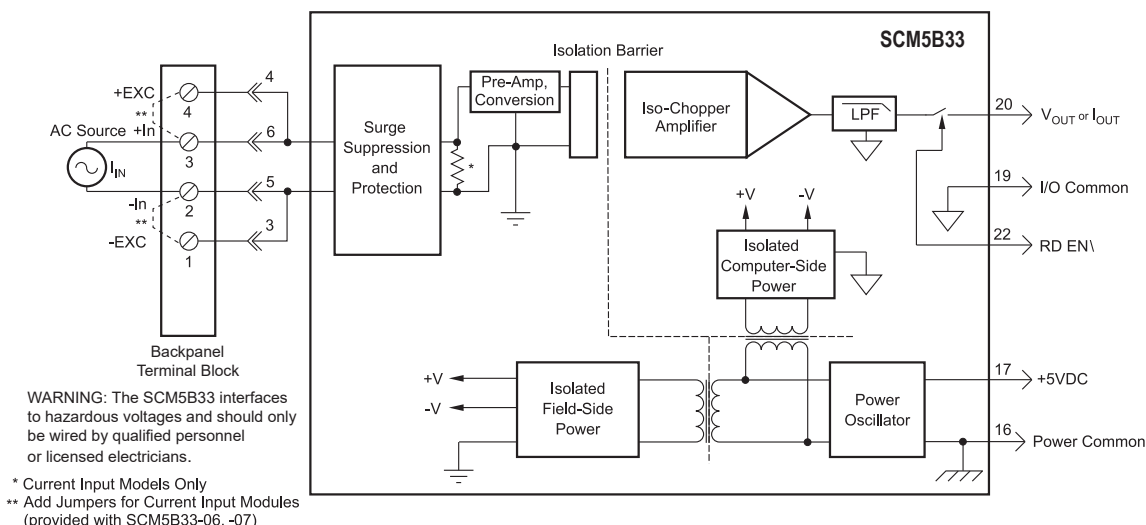 SCM5B33
Isolation Barrier
4
+EXC
4
**
AC Source
+In
6
3
I_IN
5
-In
2
**
3
-EXC
1
Surge
Suppression
and
Protection
Pre-Amp,
Conversion
*
Iso-Chopper
Amplifier
LPF
20
V_OUT or I_OUT
19
I/O Common
22
RD EN\
+V
-V
Isolated
Computer-Side
Power
Backpanel
Terminal Block
+V
-V
Isolated
Field-Side
Power
Power
Oscillator
17
+5VDC
16
Power Common
WARNING: The SCM5B33 interfaces
to hazardous voltages and should only
be wired by qualified personnel
or licensed electricians.
* Current Input Models Only
** Add Jumpers for Current Input Modules
(provided with SCM5B33-06, -07)